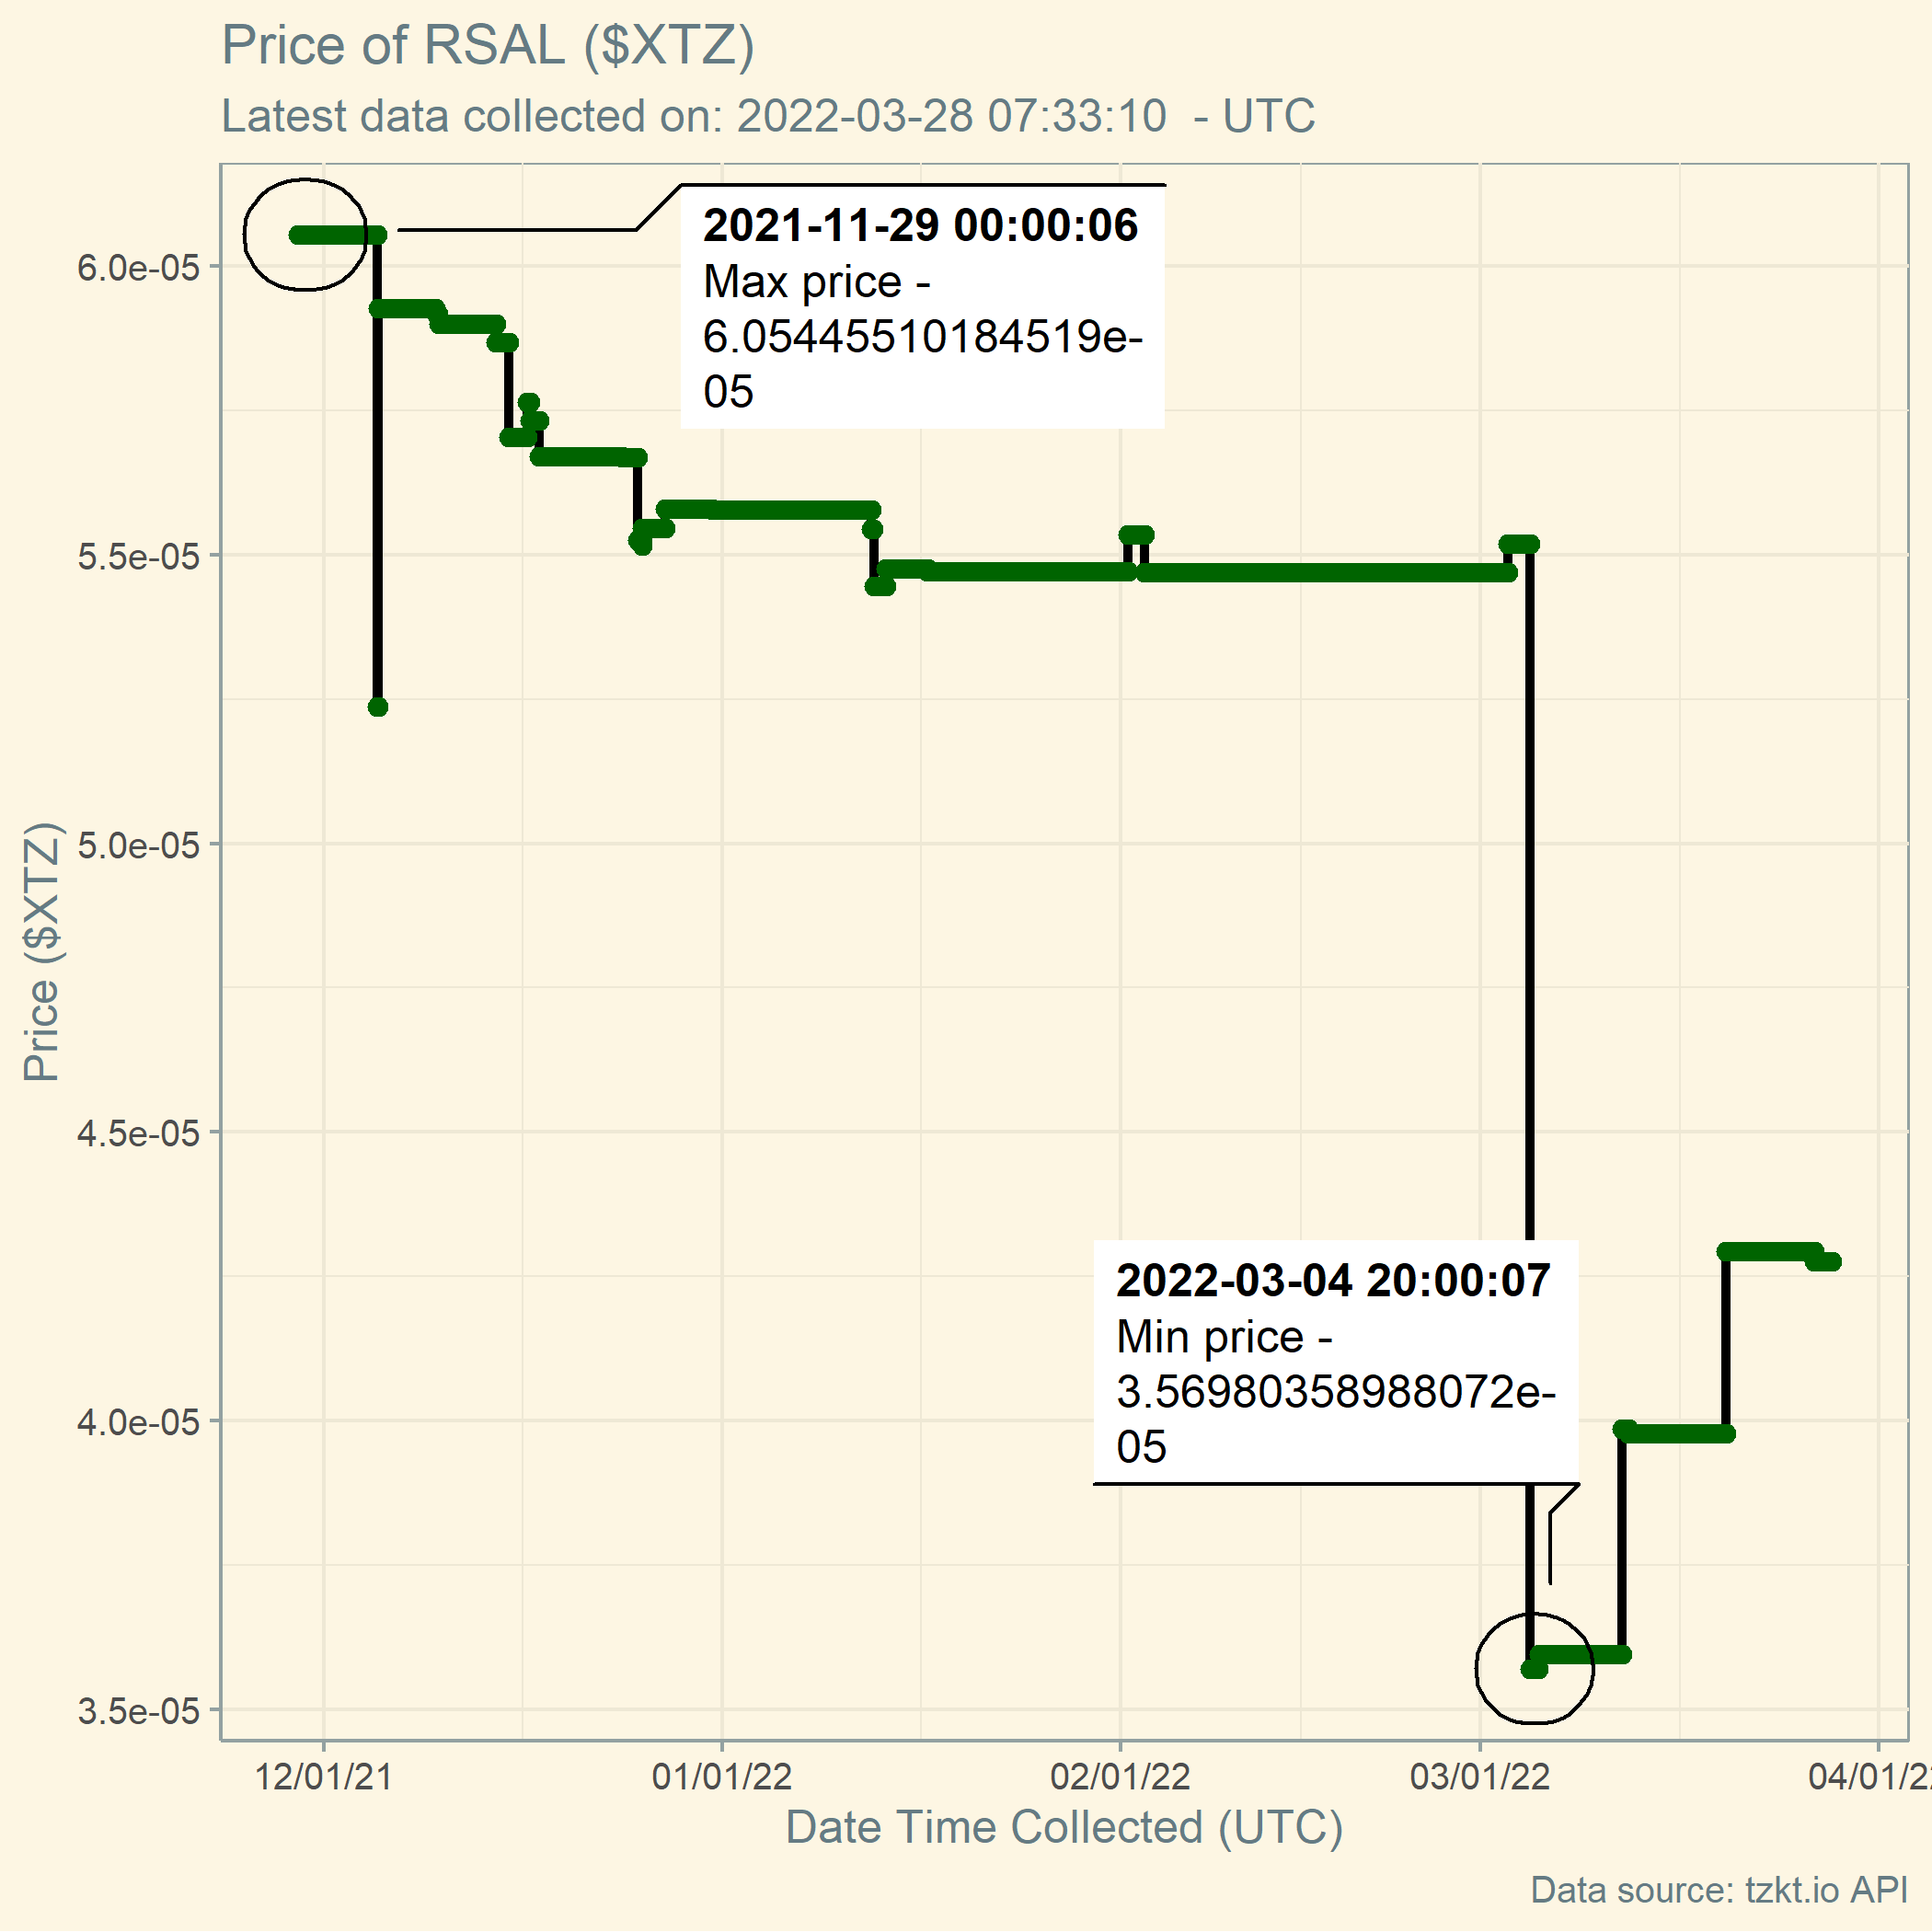 Price of RSAL ($XTZ)
Latest data collected on: 2022-03-28 07:33:10  - UTC
2021-11-29 00:00:06
Max price -
6.05445510184519e-
05
6.0e-05
5.5e-05
5.0e-05
4.5e-05
4.0e-05
3.5e-05
Price ($XTZ)
2022-03-04 20:00:07
Min price -
3.56980358988072e-
05
12/01/21
01/01/22
02/01/22
03/01/22
04/01/2
Date Time Collected (UTC)
Data source: tzkt.io API